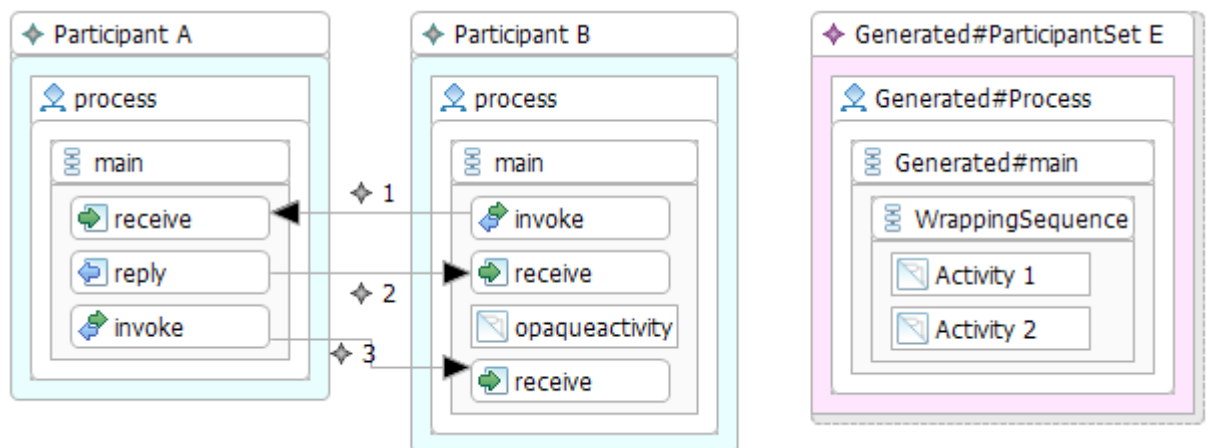 Participant A
process
main
receive
reply
invoke
1
2
3
Participant B
process
main
invoke
receive
opaqueactivity
receive
Generated#ParticipantSet E
Generated#Process
Generated#main
WrappingSequence
Activity 1
Activity 2